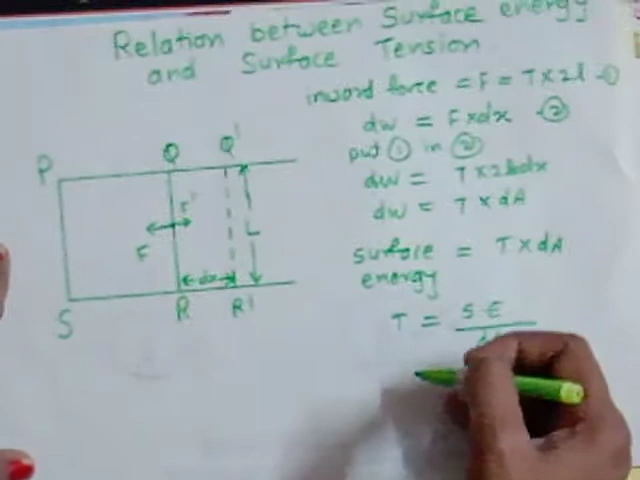 Relation between Surface energy
and Surface Tension
inword force = F = T×2l -①
dw = F×dx -②
put ① in ②
dw = T×2l×dx
dw = T×dA
surface = T×dA
energy
T = S.E
P
Q
Q'
F'
F
L
dx
S
R
R'